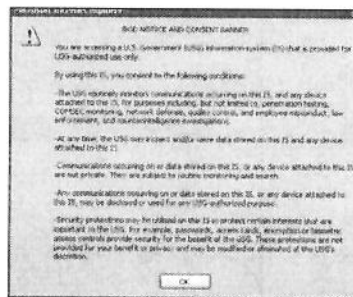 DOD NOTICE AND CONSENT BANNER
You are accessing a U.S. Government (USG) information system (IS) that is provided for
USG-authorized use only.
By using this IS, you consent to the following conditions:
-The USG routinely monitors communications occurring on this IS, and any device
attached to this IS, for purposes including, but not limited to, penetration testing,
COMSEC monitoring, network defense, quality control, and employee misconduct, law
enforcement, and counterintelligence investigations.
-At any time, the USG may inspect and/or seize data stored on this IS and any device
attached to this IS.
-Communications occurring on or data stored on this IS, or any device attached to this IS
are not private. They are subject to routine monitoring and search.
-Any communications occurring on or data stored on this IS, or any device attached to
this IS, may be disclosed or used for any USG-authorized purpose.
-Security protections may be utilized on this IS to protect certain interests that are
important to the USG. For example, passwords, access cards, encryption or biometric
access controls provide security for the benefit of the USG. These protections are not
provided for your benefit or privacy and may be modified or eliminated at the USG's
discretion.
OK